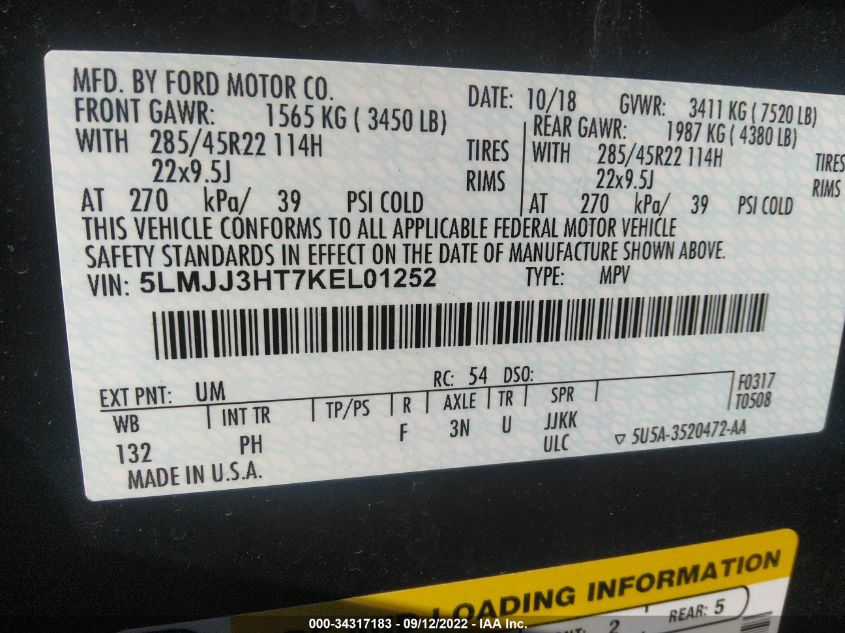 MFD. BY FORD MOTOR CO.
DATE: 10/18 GVWR: 3411 KG ( 7520 LB)
FRONT GAWR: 1565 KG ( 3450 LB)
REAR GAWR: 1987 KG ( 4380 LB)
WITH 285/45R22 114H TIRES
WITH 285/45R22 114H TIRES
22x9.5J RIMS
22x9.5J RIMS
AT 270 kPa/ 39 PSI COLD
AT 270 kPa/ 39 PSI COLD
THIS VEHICLE CONFORMS TO ALL APPLICABLE FEDERAL MOTOR VEHICLE
SAFETY STANDARDS IN EFFECT ON THE DATE OF MANUFACTURE SHOWN ABOVE.
VIN: 5LMJJ3HT7KEL01252 TYPE: MPV
EXT PNT: UM RC: 54 DSO:
F0317
T0508
WB INT TR TP/PS R AXLE TR SPR
132 PH F 3N U JJKK
ULC
▽ 5U5A-3520472-AA
MADE IN U.S.A.
LOADING INFORMATION
2 REAR: 5
000-34317183 - 09/12/2022 - IAA Inc.